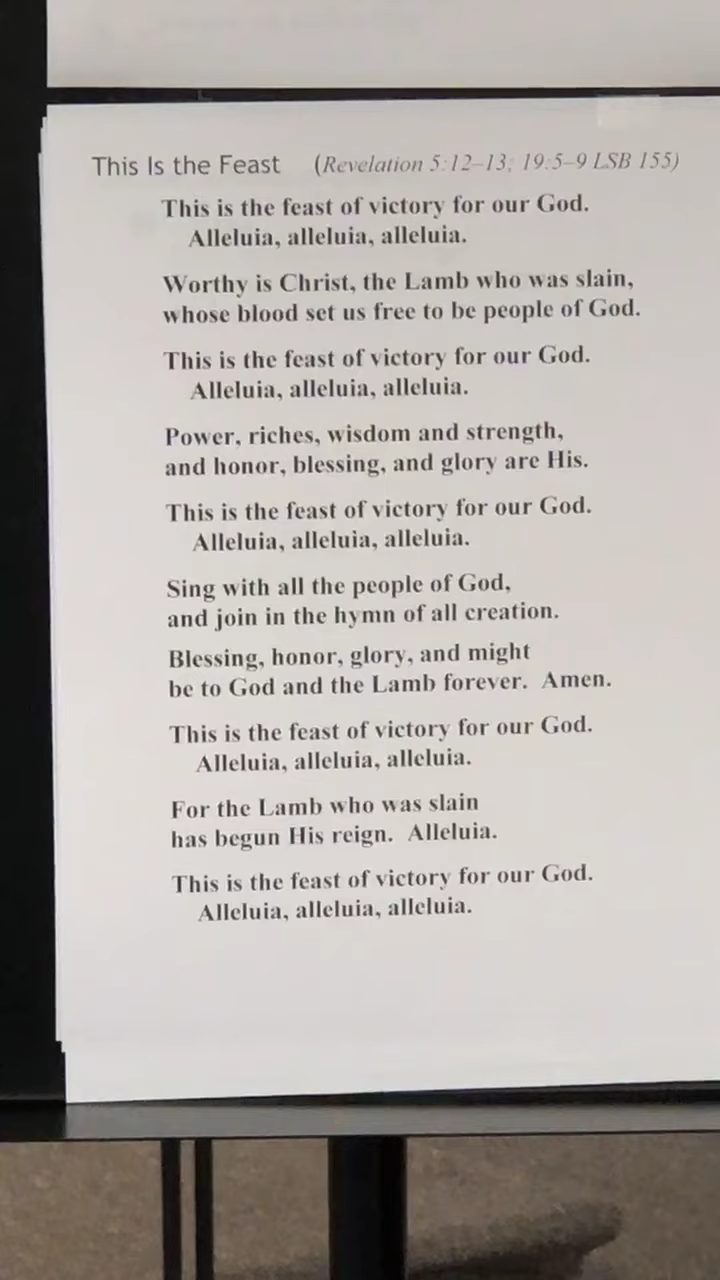 This Is the Feast (Revelation 5:12–13; 19:5–9 LSB 155)
This is the feast of victory for our God.
Alleluia, alleluia, alleluia.
Worthy is Christ, the Lamb who was slain,
whose blood set us free to be people of God.
This is the feast of victory for our God.
Alleluia, alleluia, alleluia.
Power, riches, wisdom and strength,
and honor, blessing, and glory are His.
This is the feast of victory for our God.
Alleluia, alleluia, alleluia.
Sing with all the people of God,
and join in the hymn of all creation.
Blessing, honor, glory, and might
be to God and the Lamb forever. Amen.
This is the feast of victory for our God.
Alleluia, alleluia, alleluia.
For the Lamb who was slain
has begun His reign. Alleluia.
This is the feast of victory for our God.
Alleluia, alleluia, alleluia.